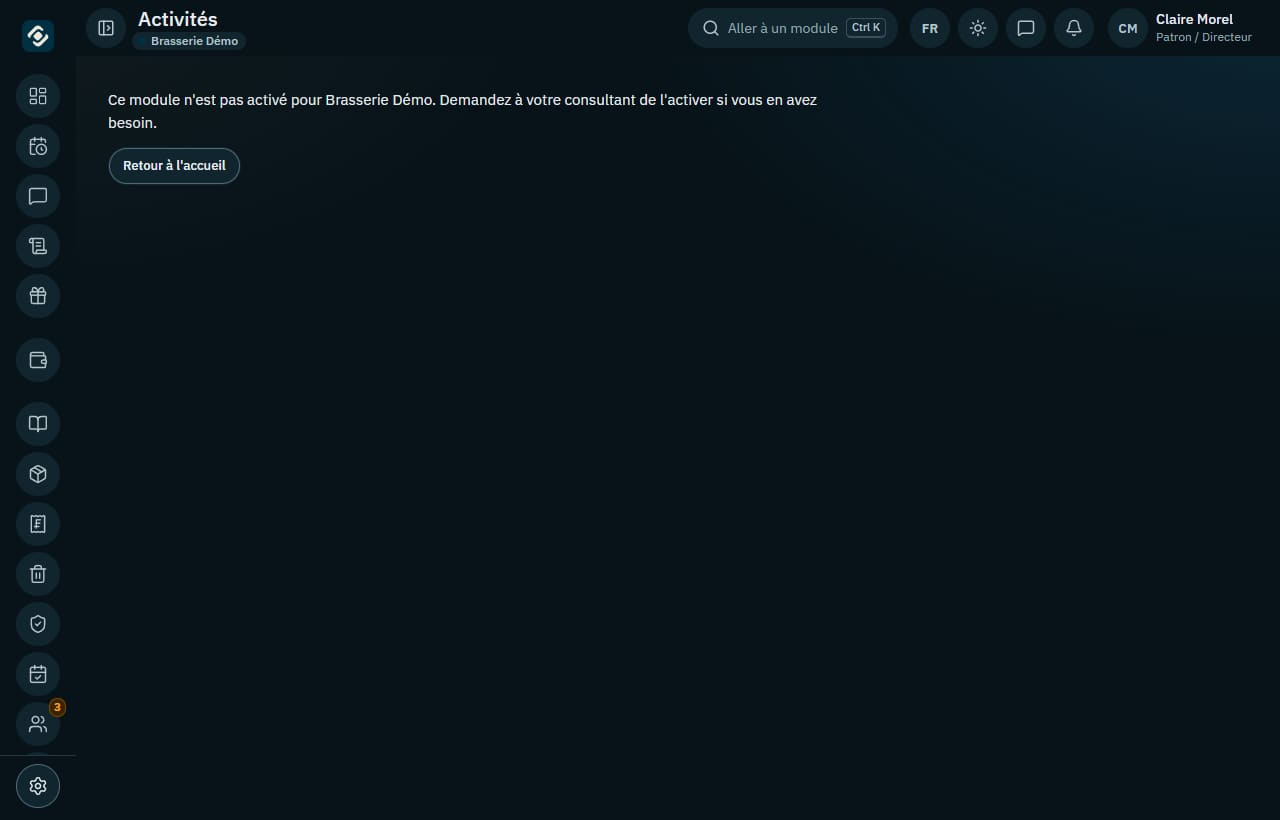 Activités
Brasserie Démo
Aller à un module
Ctrl K
FR
CM
Claire Morel
Patron / Directeur
Ce module n'est pas activé pour Brasserie Démo. Demandez à votre consultant de l'activer si vous en avez
besoin.
Retour à l'accueil
3